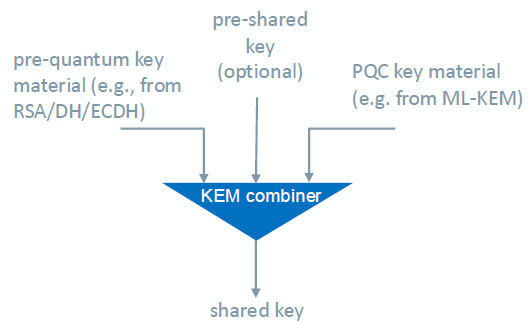 pre-shared
key
(optional)
pre-quantum key
material (e.g., from
RSA/DH/ECDH)
PQC key material
(e.g. from ML-KEM)
KEM combiner
shared key